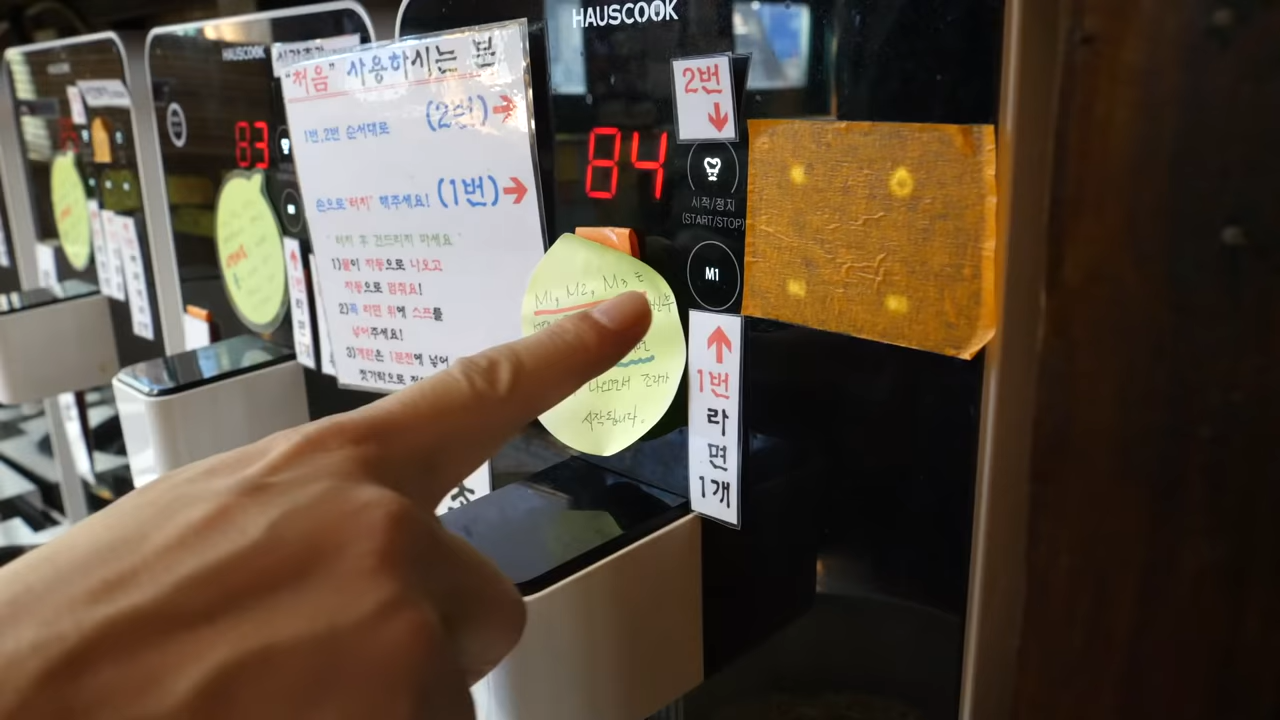 HAUSCOOK
83
시간추가
"처음" 사용하시는 분
(2번)→
1번,2번 순서대로
손으로"터치" 해주세요! (1번)→
"터치 후 건드리지 마세요"
1)물이 자동으로 나오고
자동으로 멈춰요!
2)꼭 라면 위에 스프를
넣어주세요!
3)계란은 1분전에 넣어
젓가락으로
HAUSCOOK
84
2번
↓
시작/정지
(START/STOP)
M1
M1, M2, M3 는
나오면서 조리가
시작됩니다.
↑
1번
라
면
1개